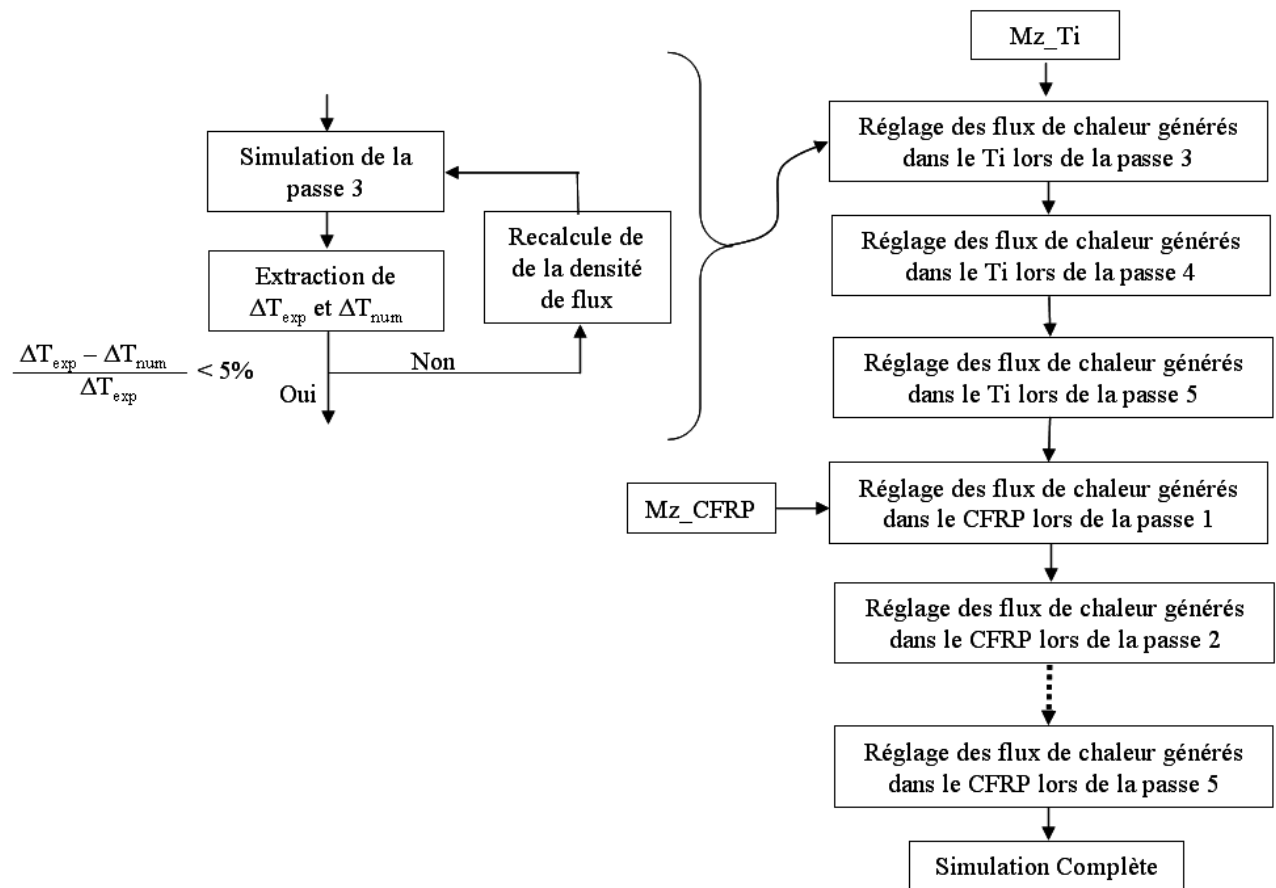 Simulation de la
passe 3
Extraction de
ΔT_exp et ΔT_num
Recalcule de
de la densité
de flux
(ΔT_exp − ΔT_num) / ΔT_exp < 5%
Non
Oui
Mz_Ti
Réglage des flux de chaleur générés
dans le Ti lors de la passe 3
Réglage des flux de chaleur générés
dans le Ti lors de la passe 4
Réglage des flux de chaleur générés
dans le Ti lors de la passe 5
Mz_CFRP
Réglage des flux de chaleur générés
dans le CFRP lors de la passe 1
Réglage des flux de chaleur générés
dans le CFRP lors de la passe 2
Réglage des flux de chaleur générés
dans le CFRP lors de la passe 5
Simulation Complète